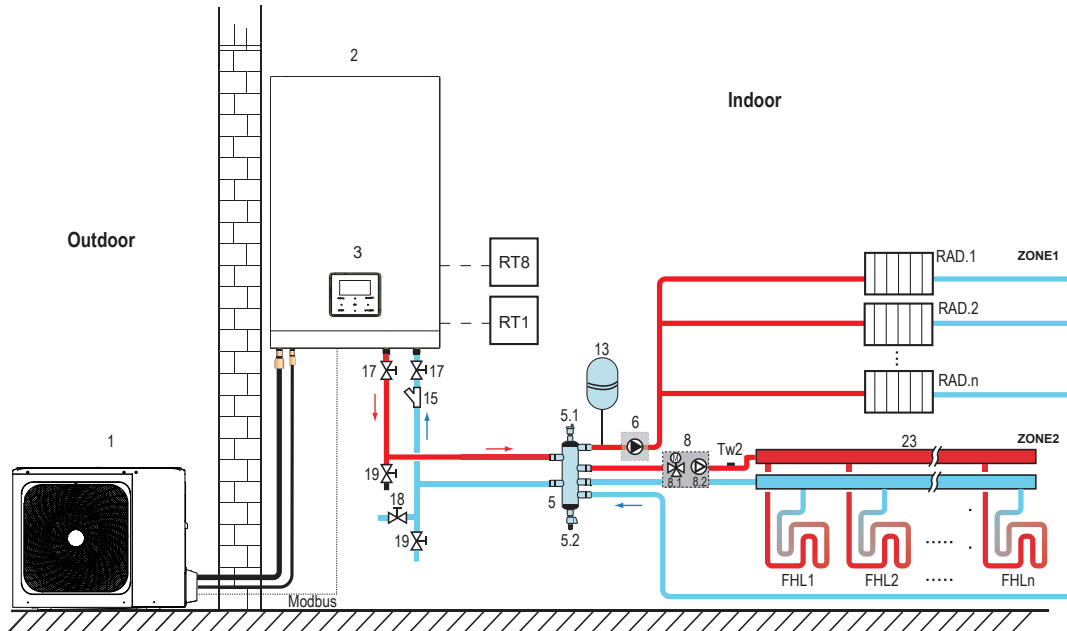 2
Indoor
Outdoor
3
RT8
RT1
RAD.1
ZONE1
RAD.2
RAD.n
17
17
15
13
6
5.1
8
Tw2
23
ZONE2
M
8.1
8.2
1
19
18
5
19
5.2
FHL1
FHL2
FHLn
Modbus